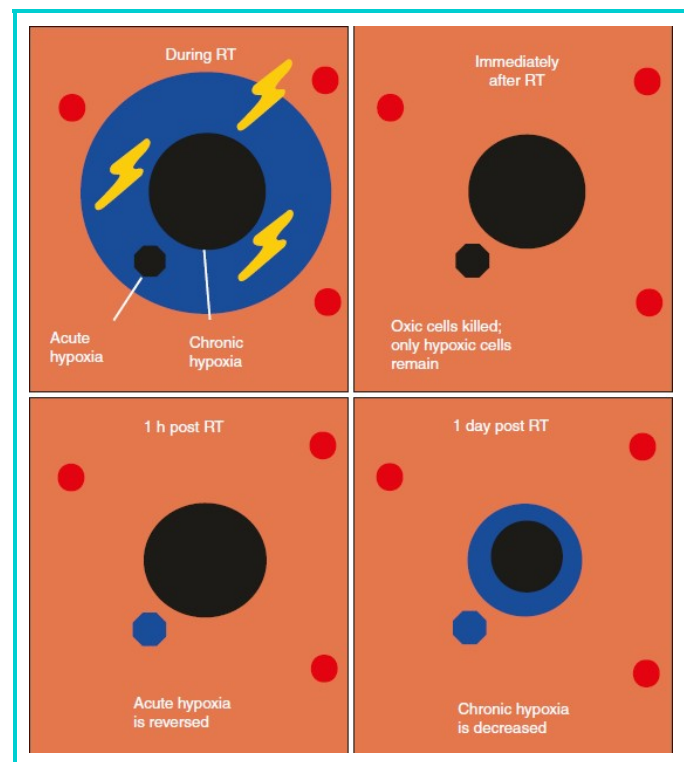 During RT
Acute
hypoxia
Chronic
hypoxia
Immediately
after RT
Oxic cells killed;
only hypoxic cells
remain
1 h post RT
Acute hypoxia
is reversed
1 day post RT
Chronic hypoxia
is decreased